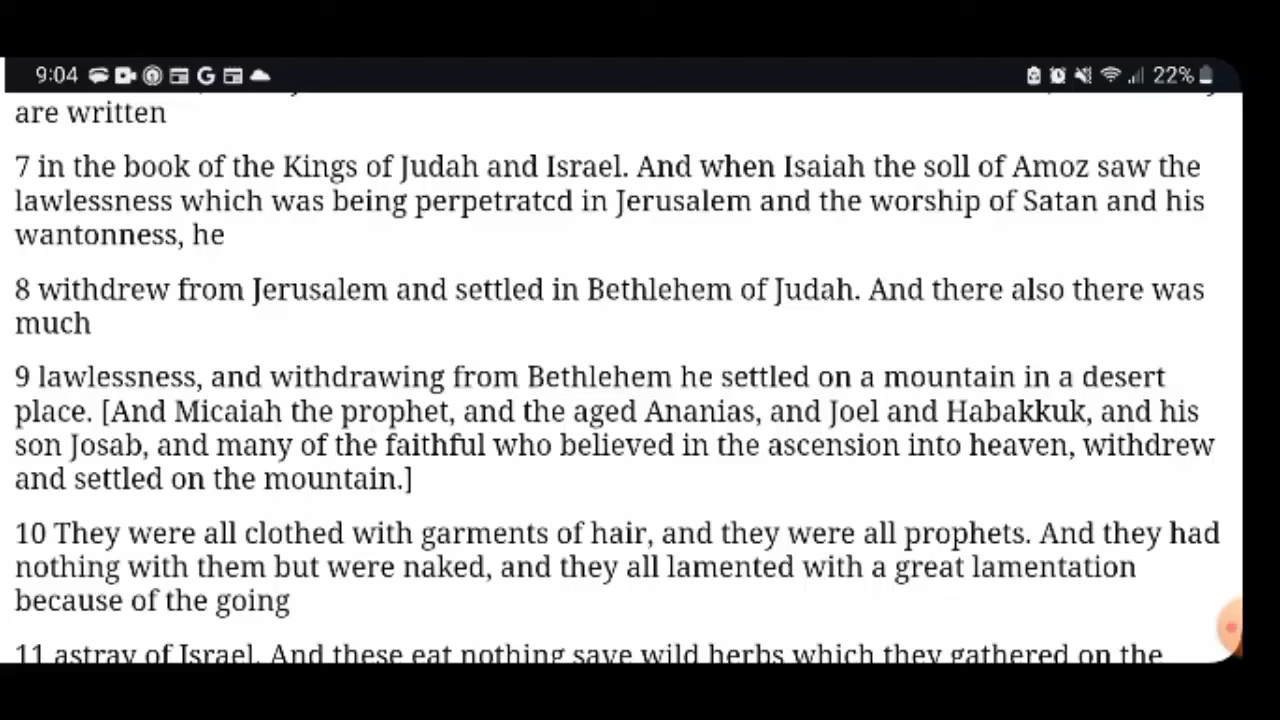 9:04 22%
are written
7 in the book of the Kings of Judah and Israel. And when Isaiah the soll of Amoz saw the
lawlessness which was being perpetratcd in Jerusalem and the worship of Satan and his
wantonness, he
8 withdrew from Jerusalem and settled in Bethlehem of Judah. And there also there was
much
9 lawlessness, and withdrawing from Bethlehem he settled on a mountain in a desert
place. [And Micaiah the prophet, and the aged Ananias, and Joel and Habakkuk, and his
son Josab, and many of the faithful who believed in the ascension into heaven, withdrew
and settled on the mountain.]
10 They were all clothed with garments of hair, and they were all prophets. And they had
nothing with them but were naked, and they all lamented with a great lamentation
because of the going
11 astray of Israel. And these eat nothing save wild herbs which they gathered on the